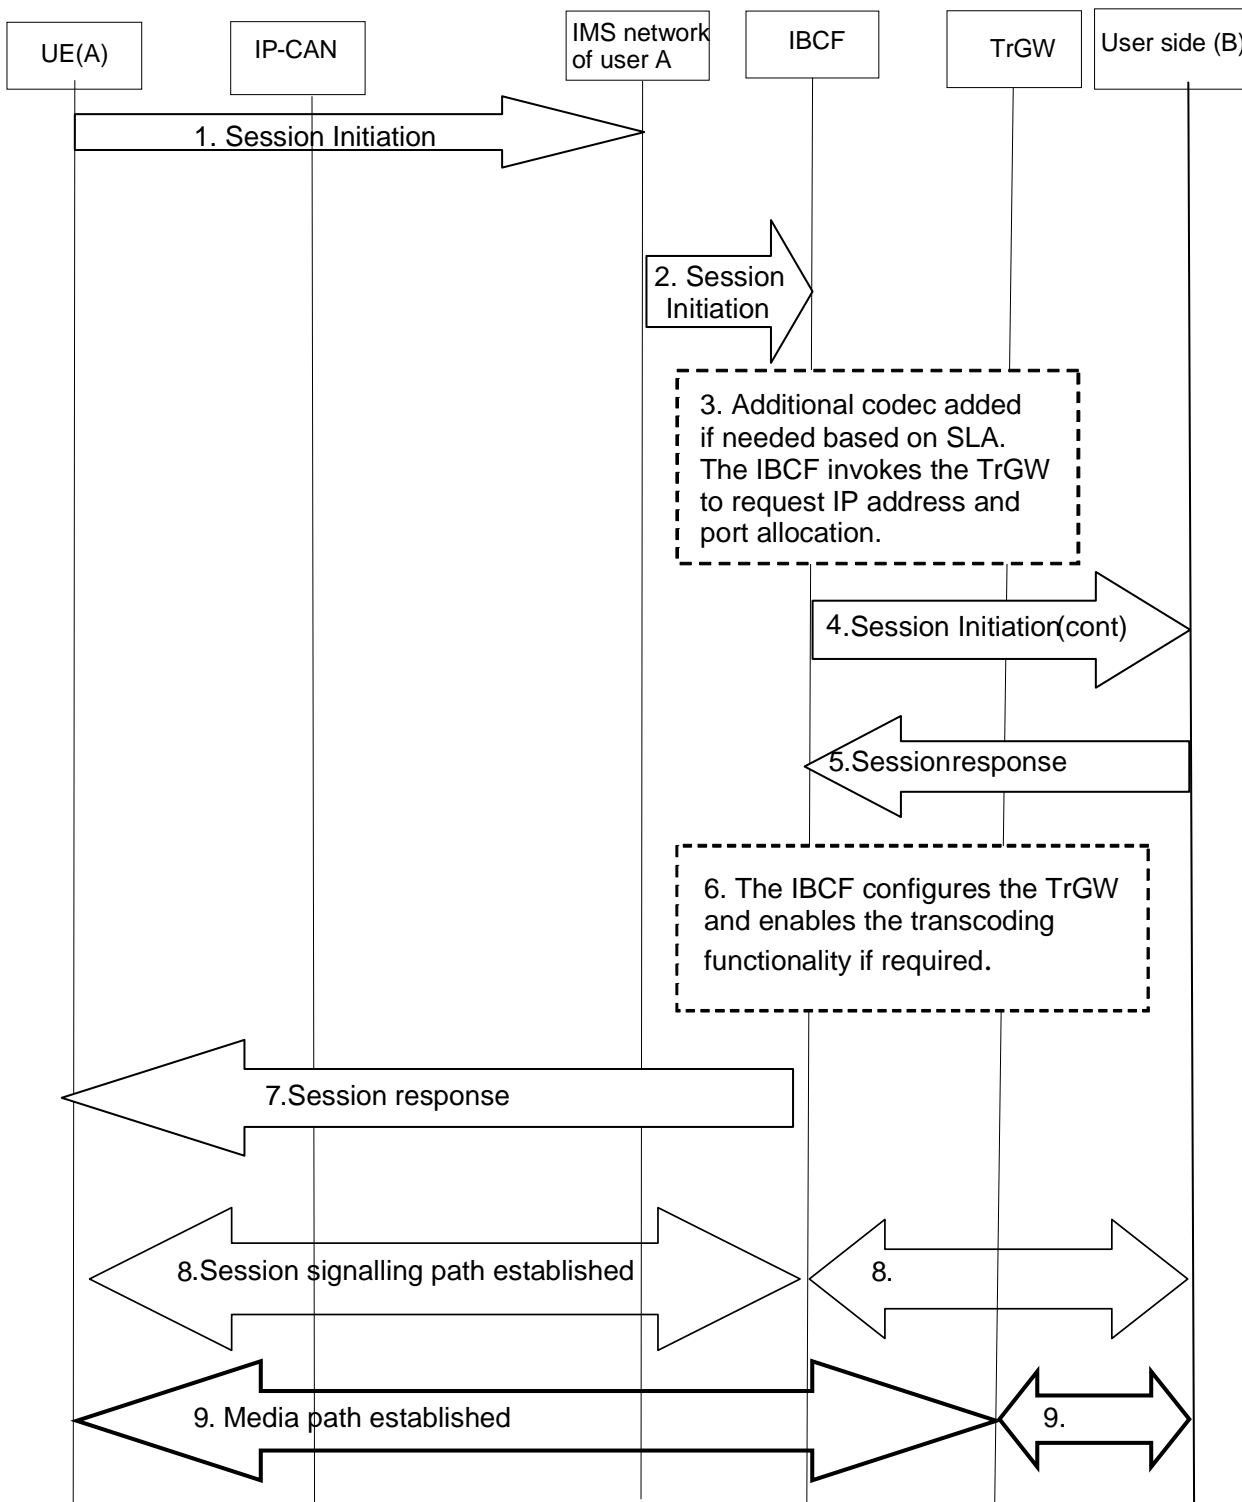 UE(A)
IP-CAN
IMS network
of user A
IBCF
TrGW
User side (B)
1. Session Initiation
2. Session
Initiation
3. Additional codec added
if needed based on SLA.
The IBCF invokes the TrGW
to request IP address and
port allocation.
4.Session Initiation(cont)
5.Sessionresponse
6. The IBCF configures the TrGW
and enables the transcoding
functionality if required.
7.Session response
8.Session signalling path established
8.
9. Media path established
9.